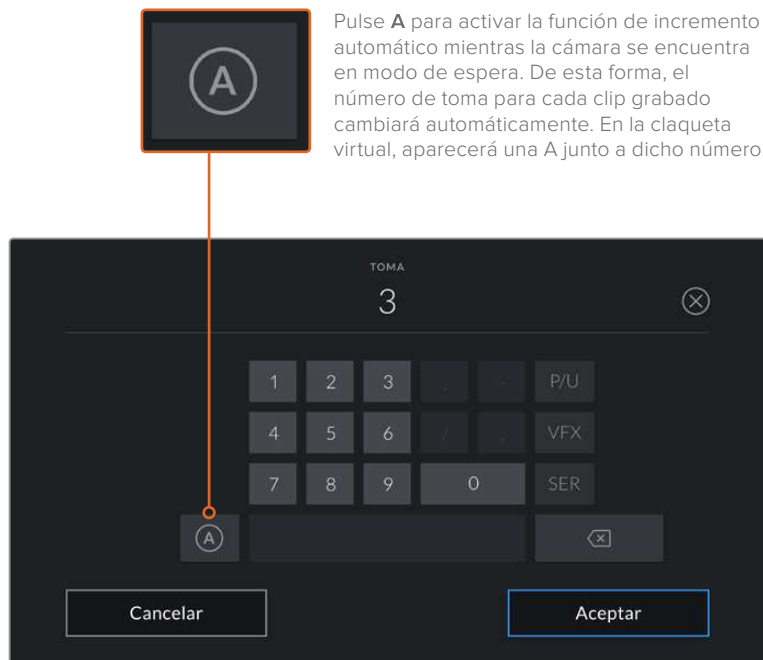 A
Pulse A para activar la función de incremento
automático mientras la cámara se encuentra
en modo de espera. De esta forma, el
número de toma para cada clip grabado
cambiará automáticamente. En la claqueta
virtual, aparecerá una A junto a dicho número
TOMA
3
1 2 3 , - P/U
4 5 6 / VFX
7 8 9 0 SER
A
Cancelar Aceptar